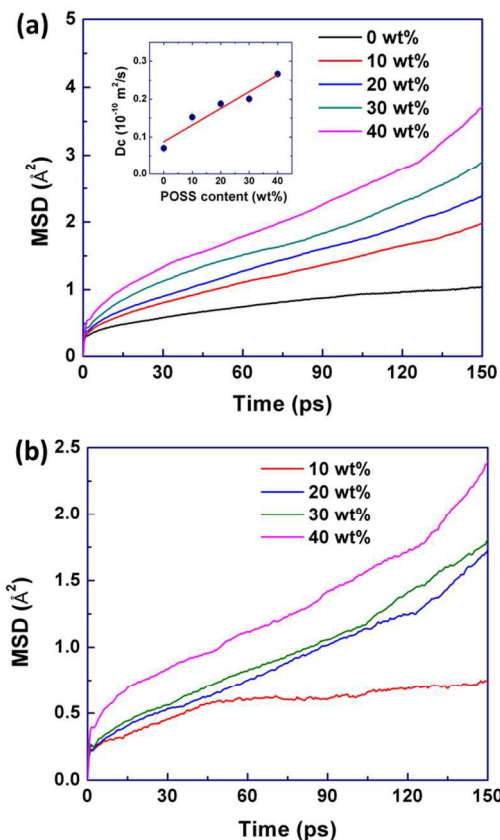 (a)
5
4
3
2
1
0
MSD (Å²)
0 wt%
10 wt%
20 wt%
30 wt%
40 wt%
0.3
0.2
0.1
0.0
Dc (10⁻¹⁰ m²/s)
0 10 20 30 40
POSS content (wt%)
0 30 60 90 120 150
Time (ps)
(b)
2.5
2.0
1.5
1.0
0.5
0.0
MSD (Å²)
10 wt%
20 wt%
30 wt%
40 wt%
0 30 60 90 120 150
Time (ps)